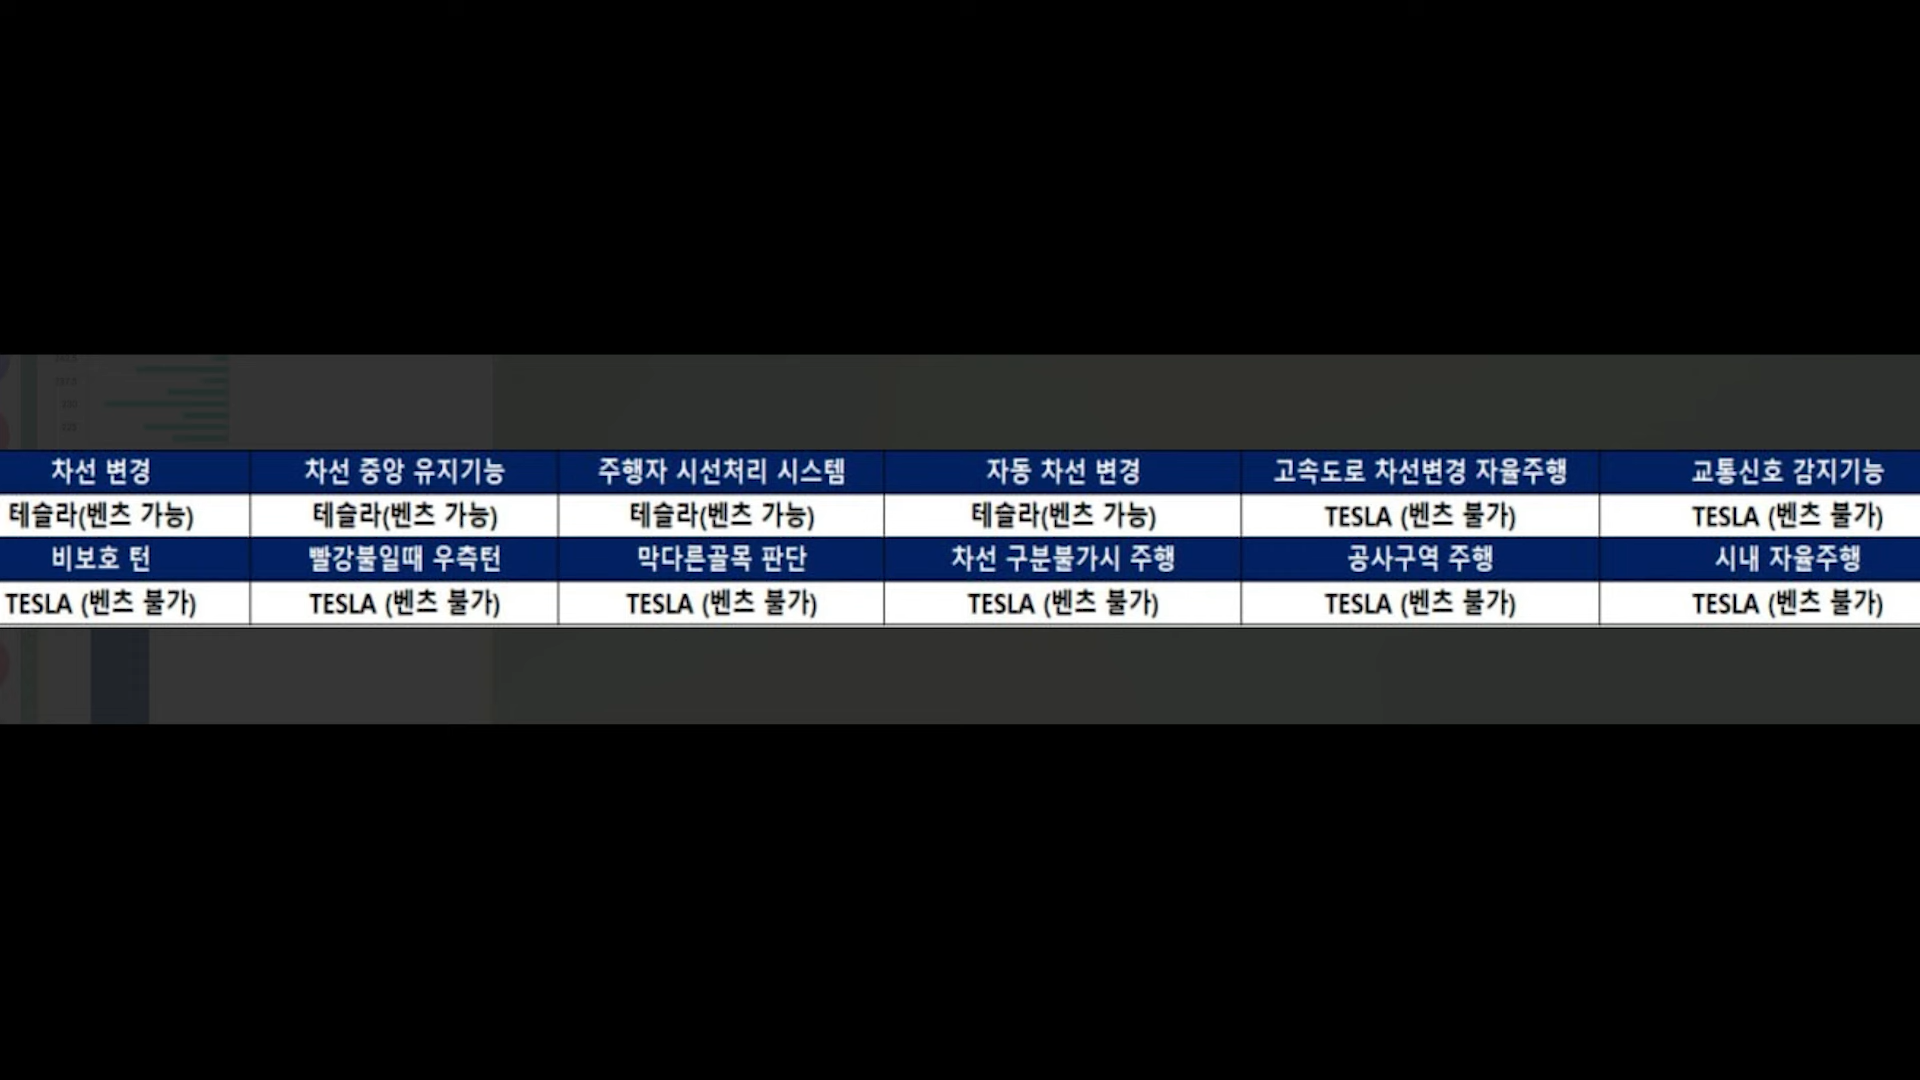 차선 변경 차선 중앙 유지기능 주행자 시선처리 시스템 자동 차선 변경 고속도로 차선변경 자율주행 교통신호 감지기능
테슬라(벤츠 가능) 테슬라(벤츠 가능) 테슬라(벤츠 가능) 테슬라(벤츠 가능) TESLA (벤츠 불가) TESLA (벤츠 불가)
비보호 턴 빨강불일때 우측턴 막다른골목 판단 차선 구분불가시 주행 공사구역 주행 시내 자율주행
TESLA (벤츠 불가) TESLA (벤츠 불가) TESLA (벤츠 불가) TESLA (벤츠 불가) TESLA (벤츠 불가) TESLA (벤츠 불가)